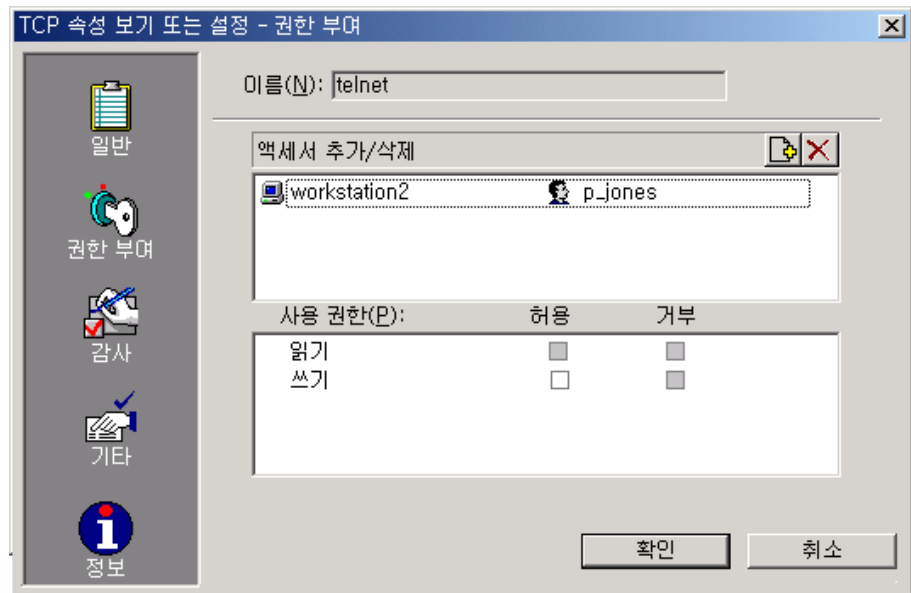 TCP 속성 보기 또는 설정 - 권한 부여
이름(N): telnet
일반
액세서 추가/삭제
workstation2 p_jones
권한 부여
사용 권한(P): 허용 거부
읽기
감사
쓰기
기타
정보
확인 취소